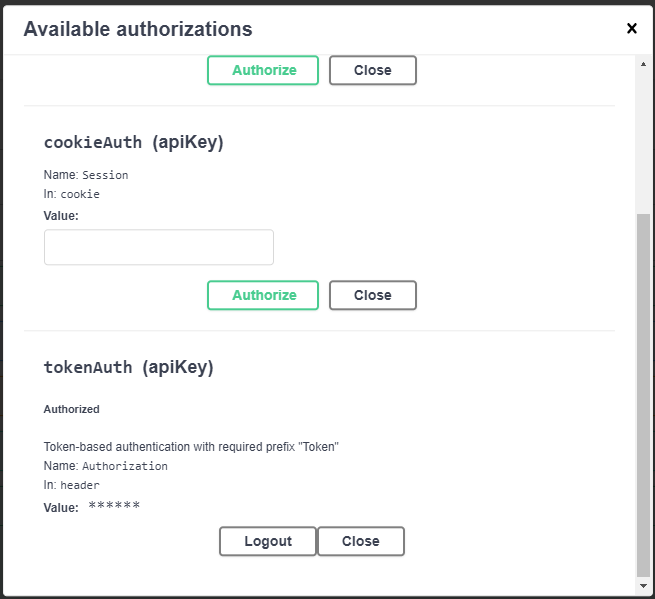 Available authorizations
×
Authorize Close
cookieAuth (apiKey)
Name: Session
In: cookie
Value:
Authorize Close
tokenAuth (apiKey)
Authorized
Token-based authentication with required prefix "Token"
Name: Authorization
In: header
Value: ******
Logout Close